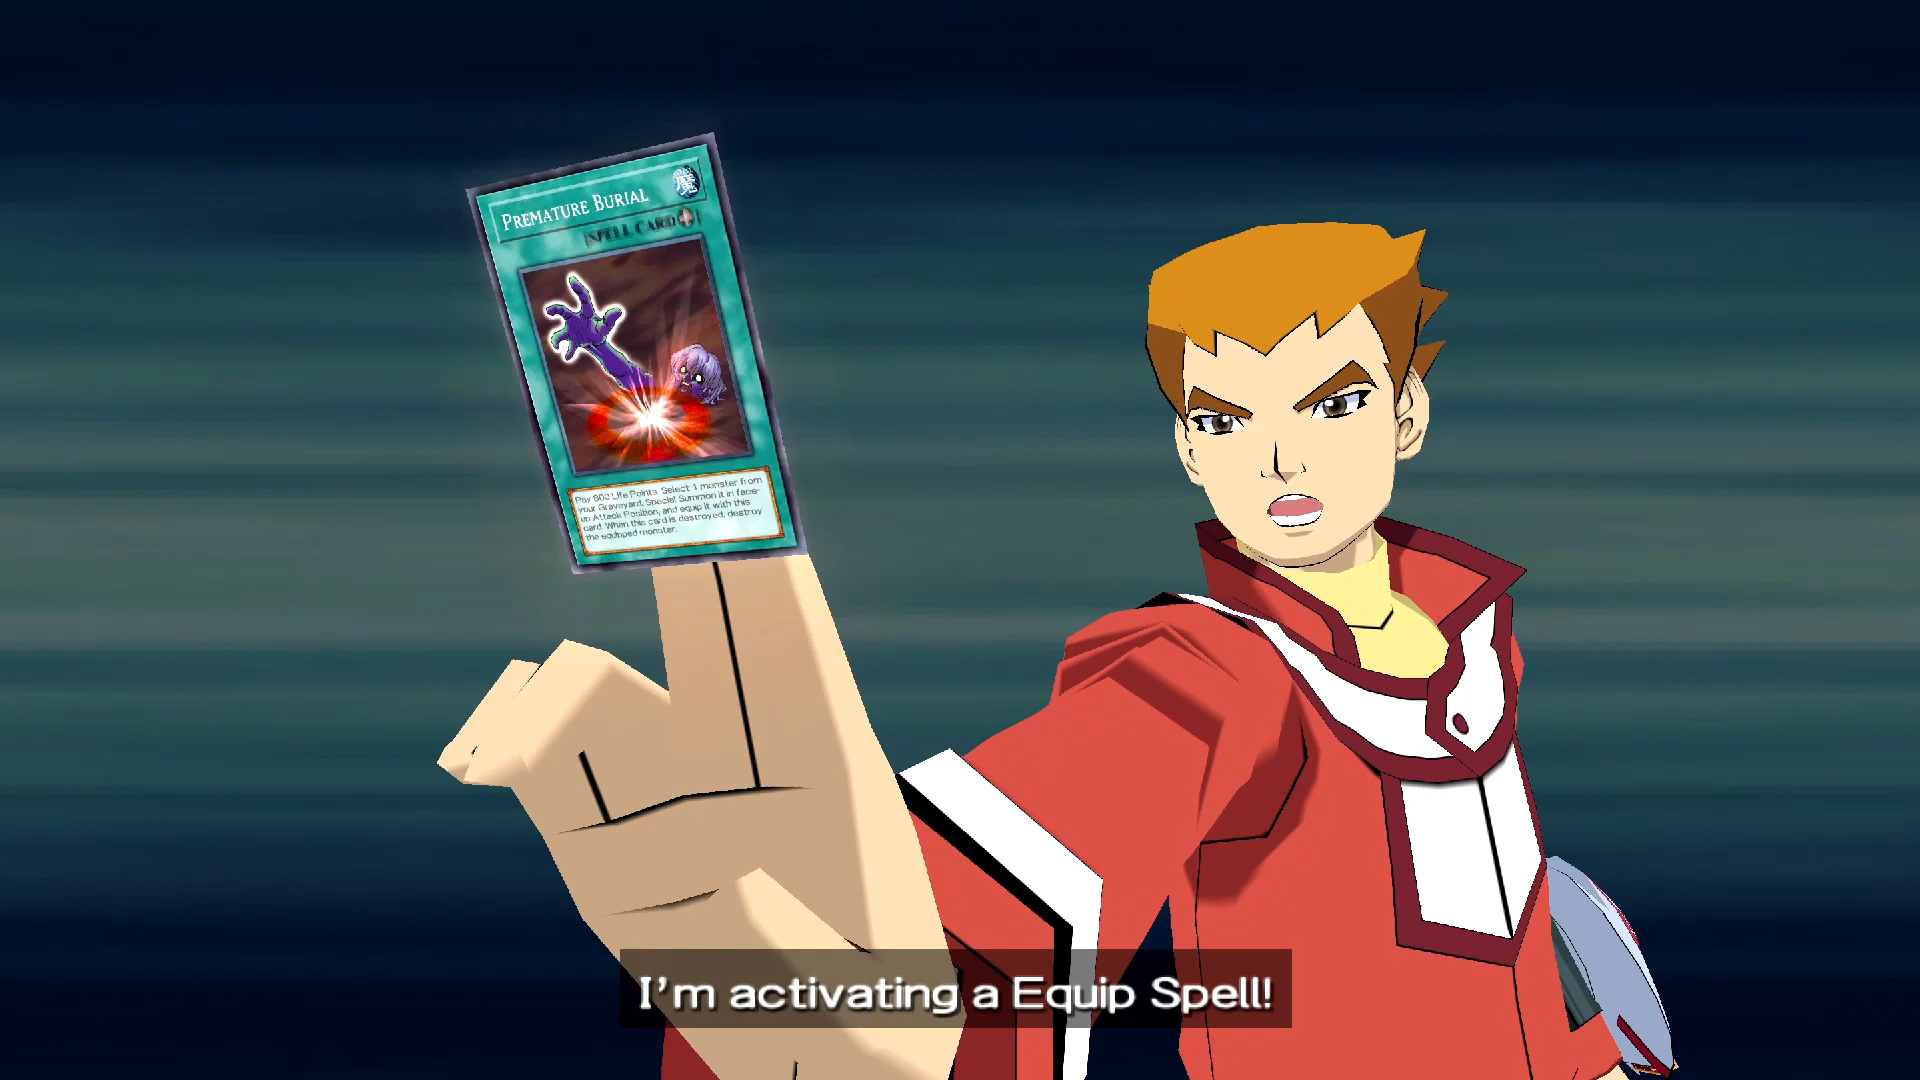 PREMATURE BURIAL
魔
[SPELL CARD]
Pay 800 Life Points. Select 1 monster from
your Graveyard, Special Summon it in face-
up Attack Position, and equip it with this
card. When this card is destroyed, destroy
the equipped monster.
I'm activating a Equip Spell!